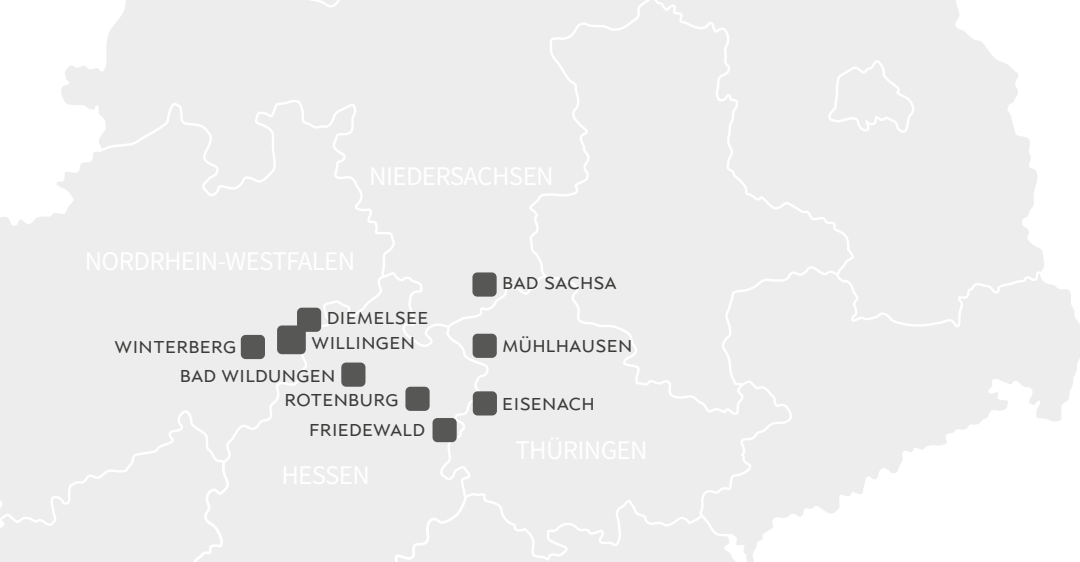 NIEDERSACHSEN
NORDRHEIN-WESTFALEN
BAD SACHSA
DIEMELSEE
WILLINGEN
WINTERBERG
MÜHLHAUSEN
BAD WILDUNGEN
ROTENBURG
EISENACH
FRIEDEWALD
THÜRINGEN
HESSEN